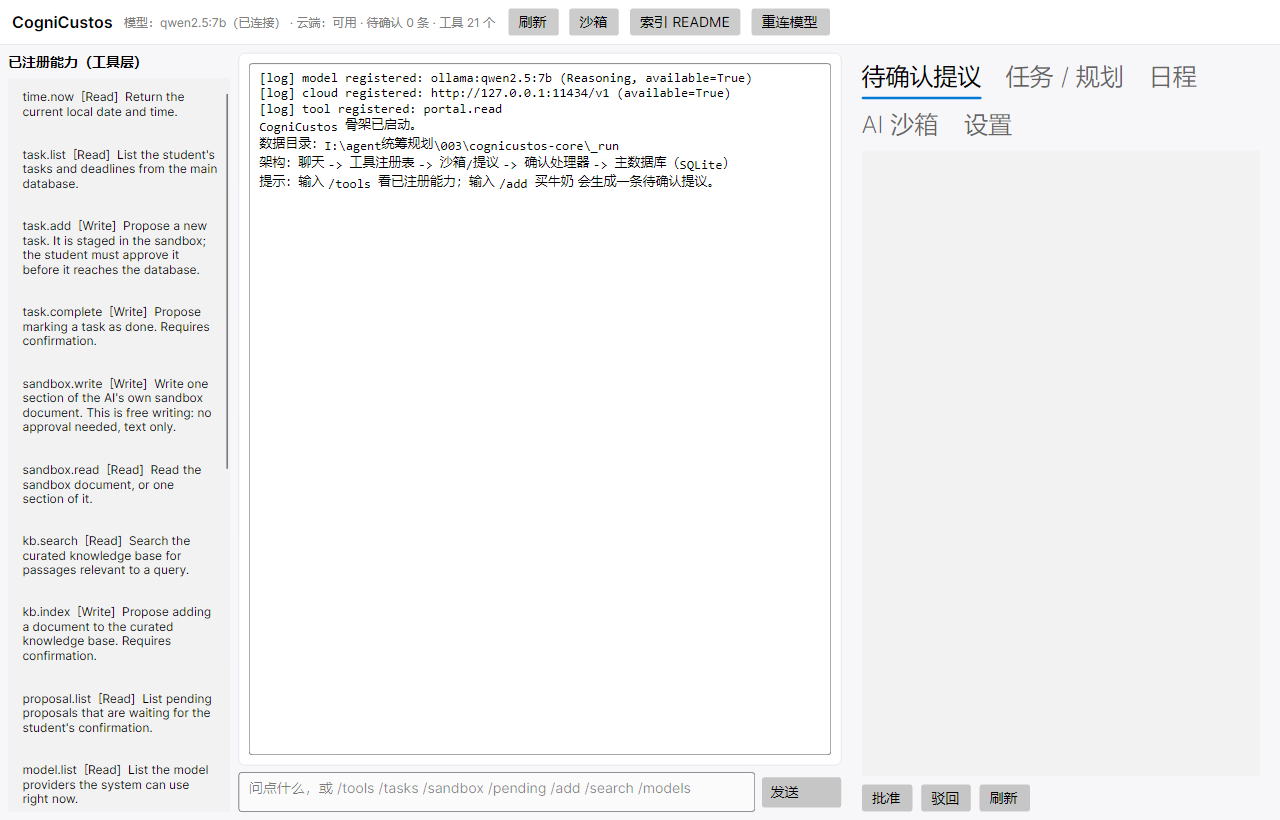 CogniCustos 模型：qwen2.5:7b（已连接） · 云端：可用 · 待确认 0 条 · 工具 21 个 刷新 沙箱 索引 README 重连模型
已注册能力（工具层）
time.now [Read] Return the
current local date and time.
task.list [Read] List the student's
tasks and deadlines from the main
database.
task.add [Write] Propose a new
task. It is staged in the sandbox;
the student must approve it
before it reaches the database.
task.complete [Write] Propose
marking a task as done. Requires
confirmation.
sandbox.write [Write] Write one
section of the AI's own sandbox
document. This is free writing: no
approval needed, text only.
sandbox.read [Read] Read the
sandbox document, or one
section of it.
kb.search [Read] Search the
curated knowledge base for
passages relevant to a query.
kb.index [Write] Propose adding
a document to the curated
knowledge base. Requires
confirmation.
proposal.list [Read] List pending
proposals that are waiting for the
student's confirmation.
model.list [Read] List the model
providers the system can use
right now.
[log] model registered: ollama:qwen2.5:7b (Reasoning, available=True)
[log] cloud registered: http://127.0.0.1:11434/v1 (available=True)
[log] tool registered: portal.read
CogniCustos 骨架已启动。
数据目录：I:\agent统筹规划\003\cognicustos-core\_run
架构：聊天 -> 工具注册表 -> 沙箱/提议 -> 确认处理器 -> 主数据库（SQLite）
提示：输入 /tools 看已注册能力；输入 /add 买牛奶 会生成一条待确认提议。
问点什么，或 /tools /tasks /sandbox /pending /add /search /models
发送
待确认提议 任务 / 规划 日程
AI 沙箱 设置
批准 驳回 刷新